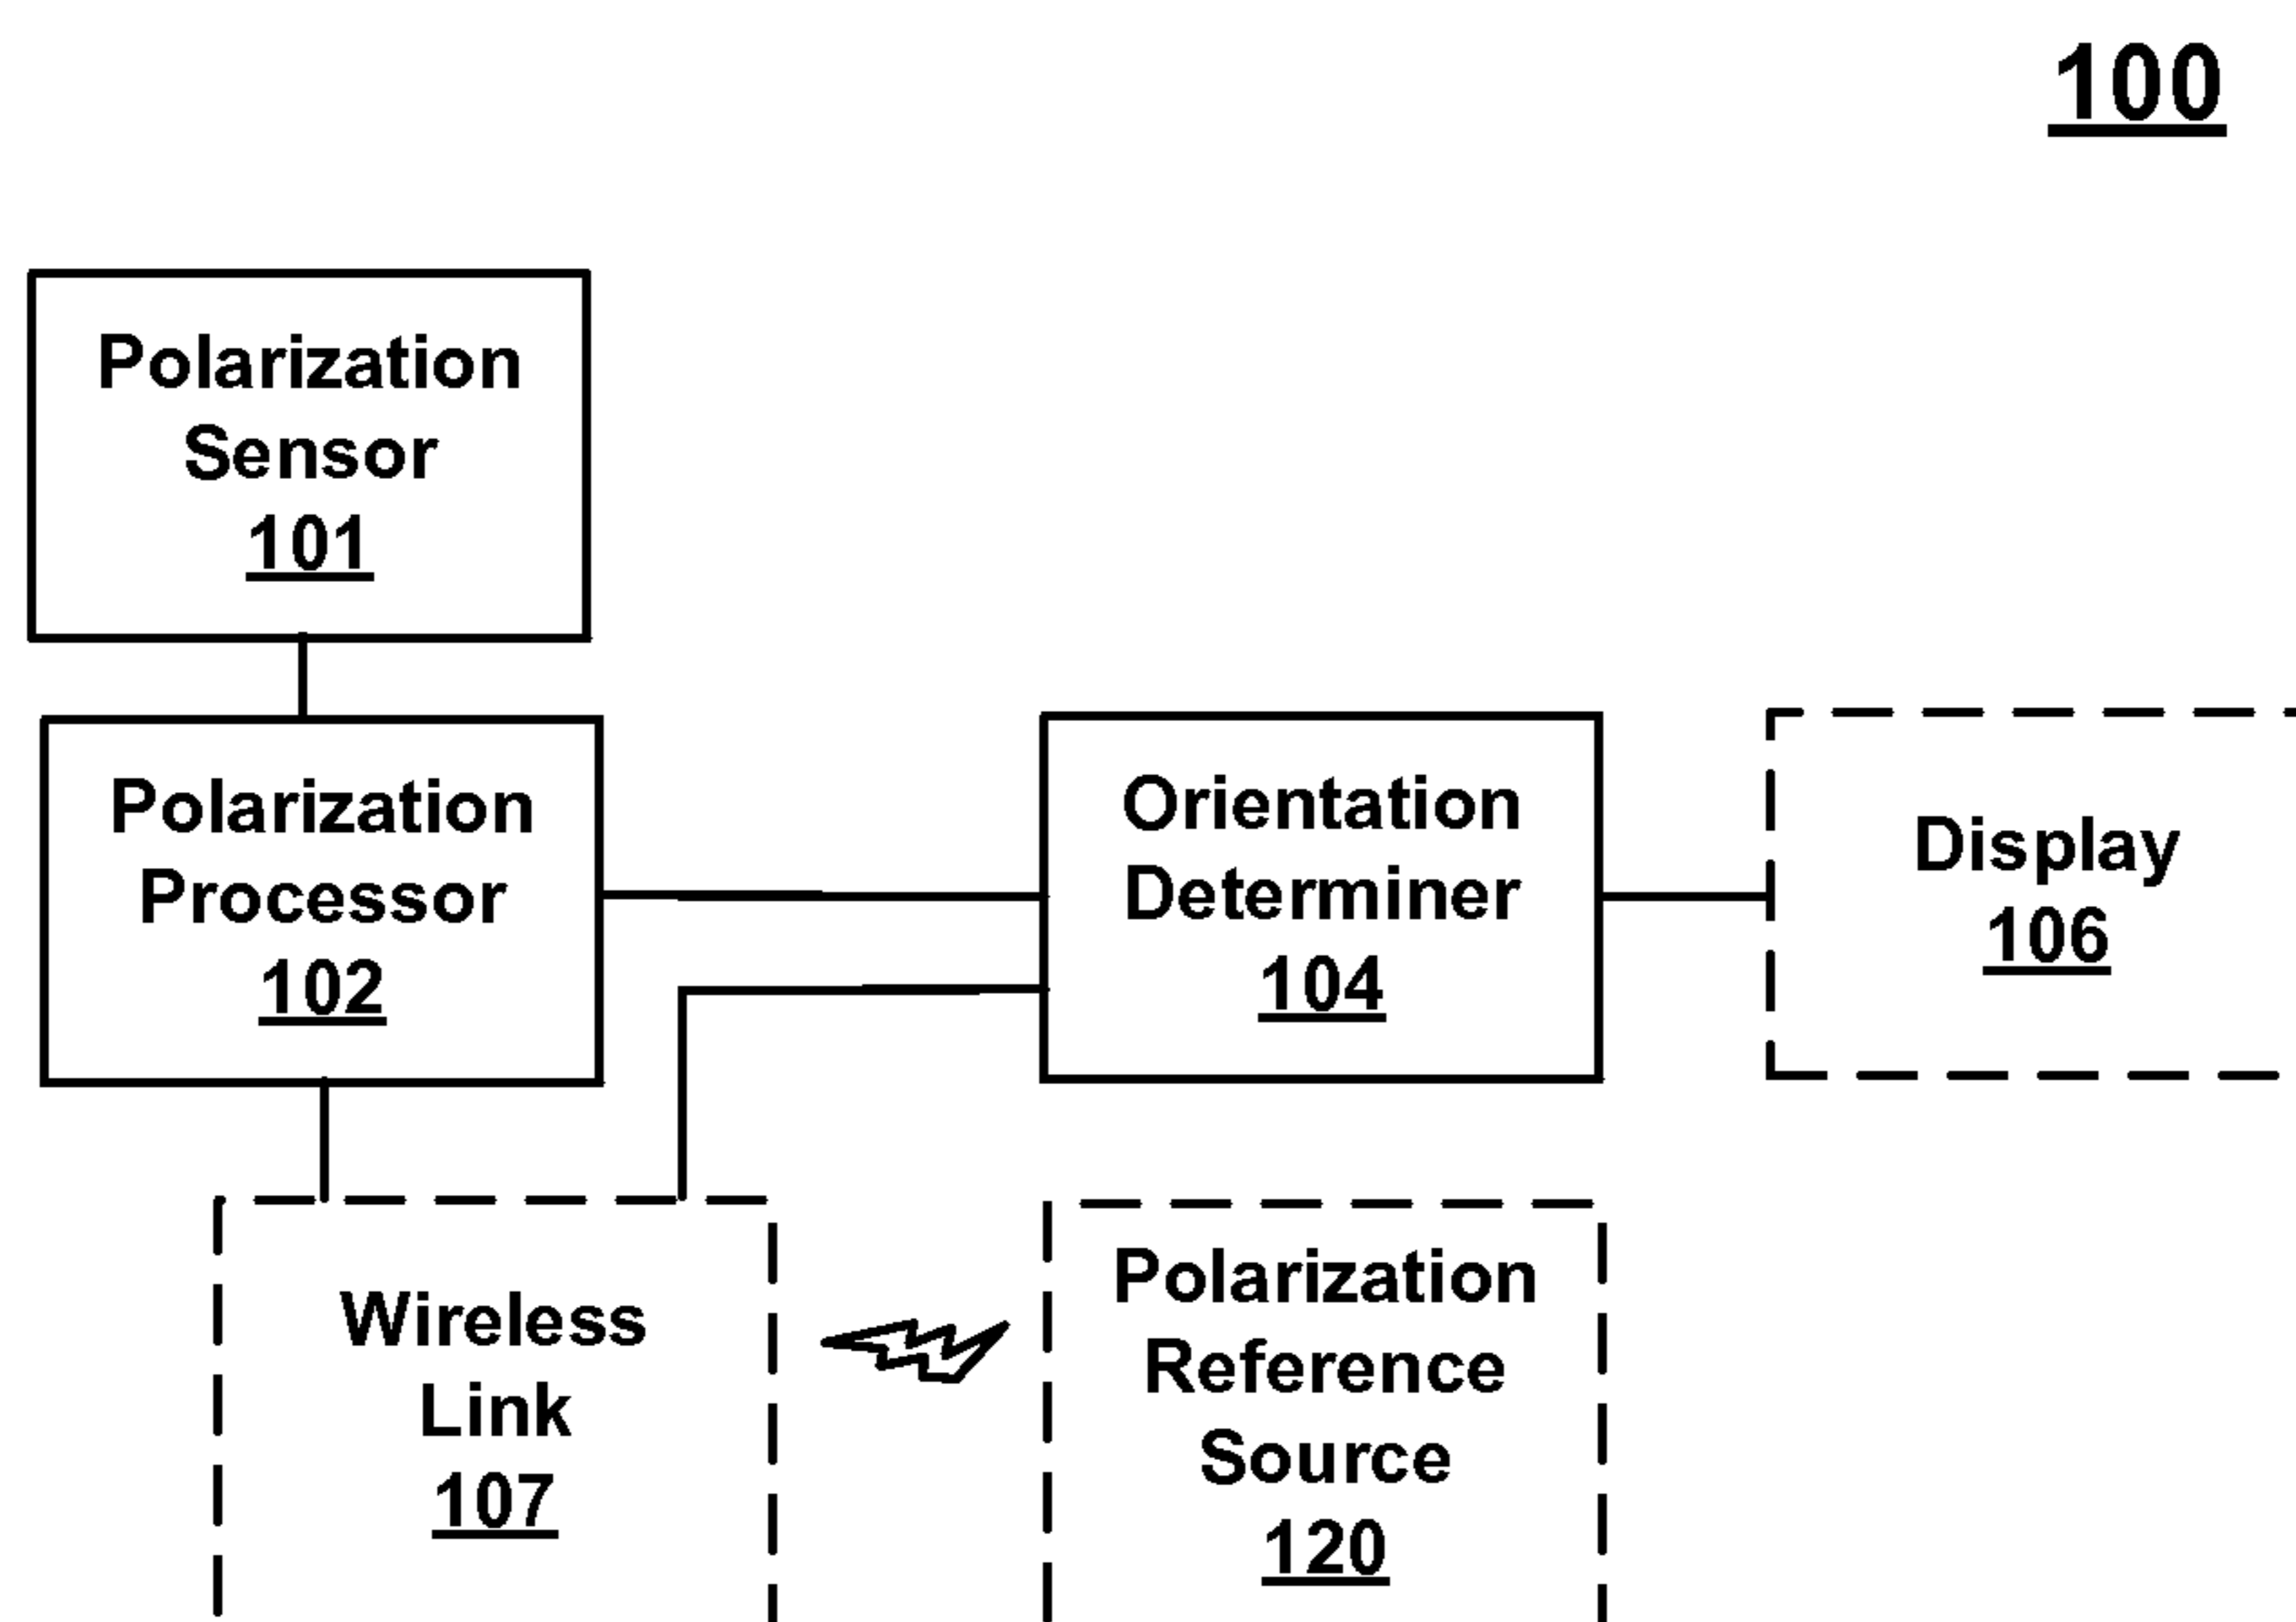 100
Polarization
Sensor
101
Polarization
Processor
102
Orientation
Determiner
104
Display
106
Wireless
Link
107
Polarization
Reference
Source
120